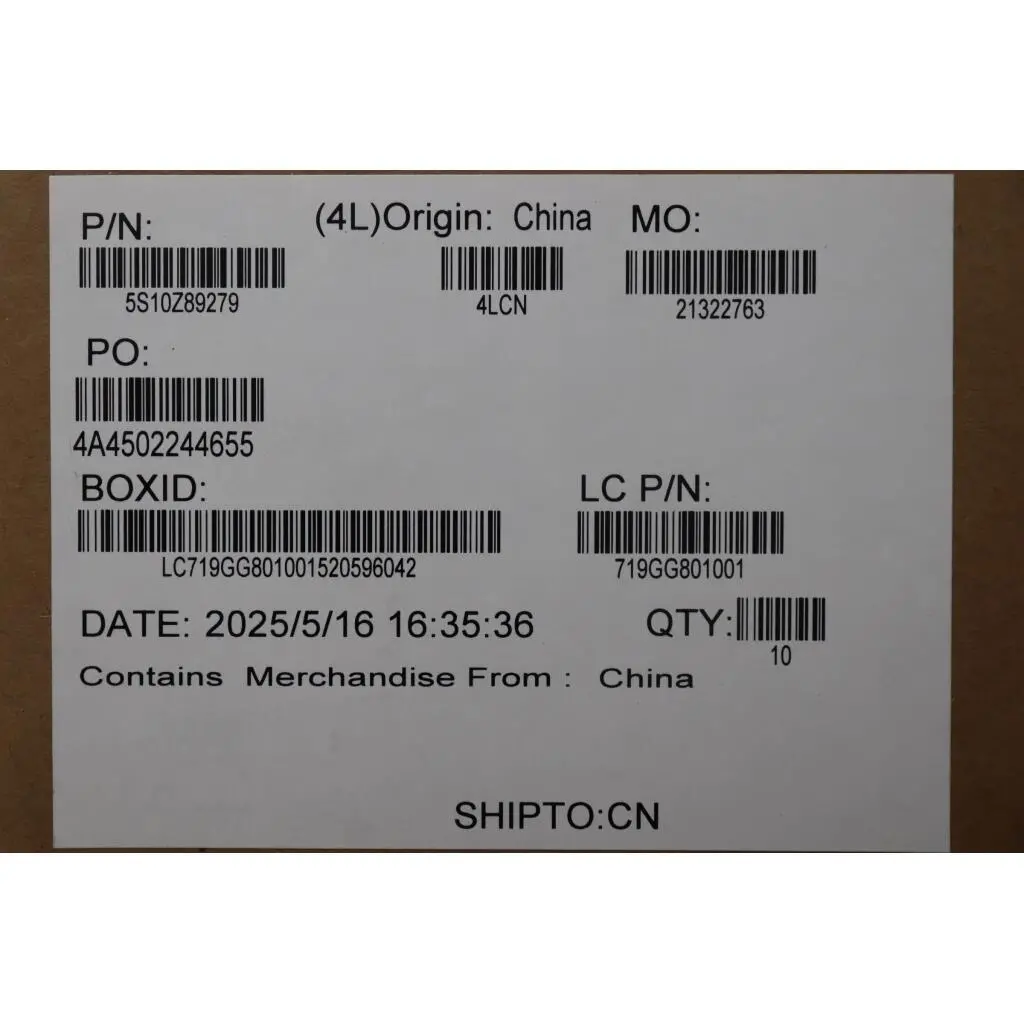 P/N: (4L)Origin: China MO:
5S10Z89279 4LCN 21322763
PO:
4A4502244655
BOXID: LC P/N:
LC719GG801001520596042 719GG801001
DATE: 2025/5/16 16:35:36 QTY:
10
Contains Merchandise From : China
SHIPTO:CN